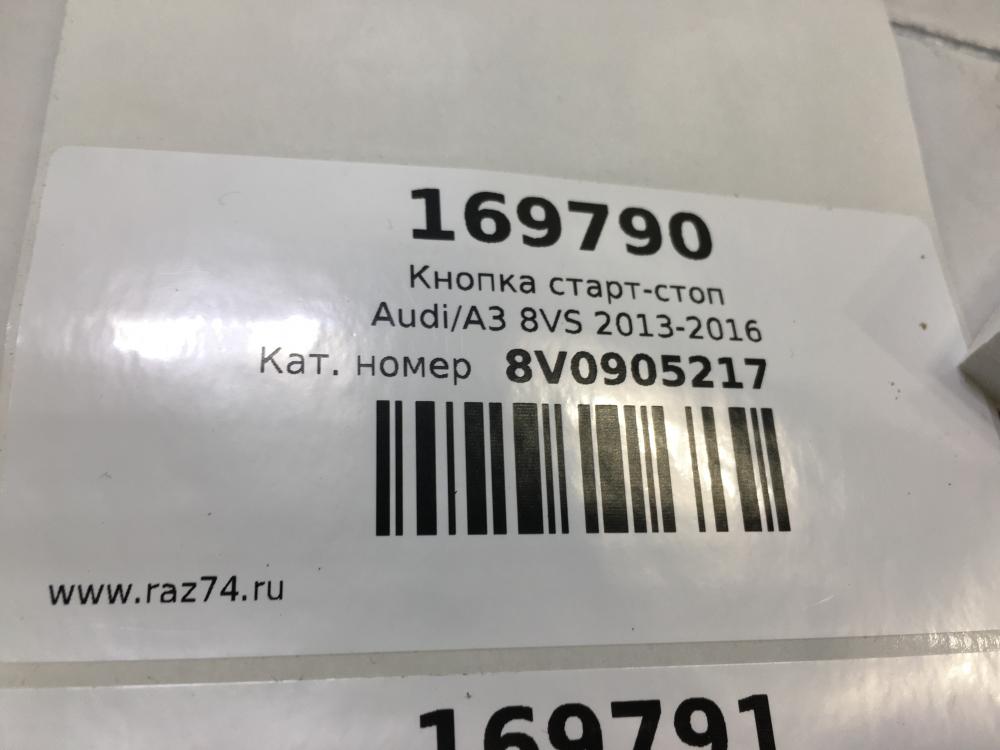 169790
Кнопка старт-стоп
Audi/A3 8VS 2013-2016
Кат. номер 8V0905217
www.raz74.ru
169791